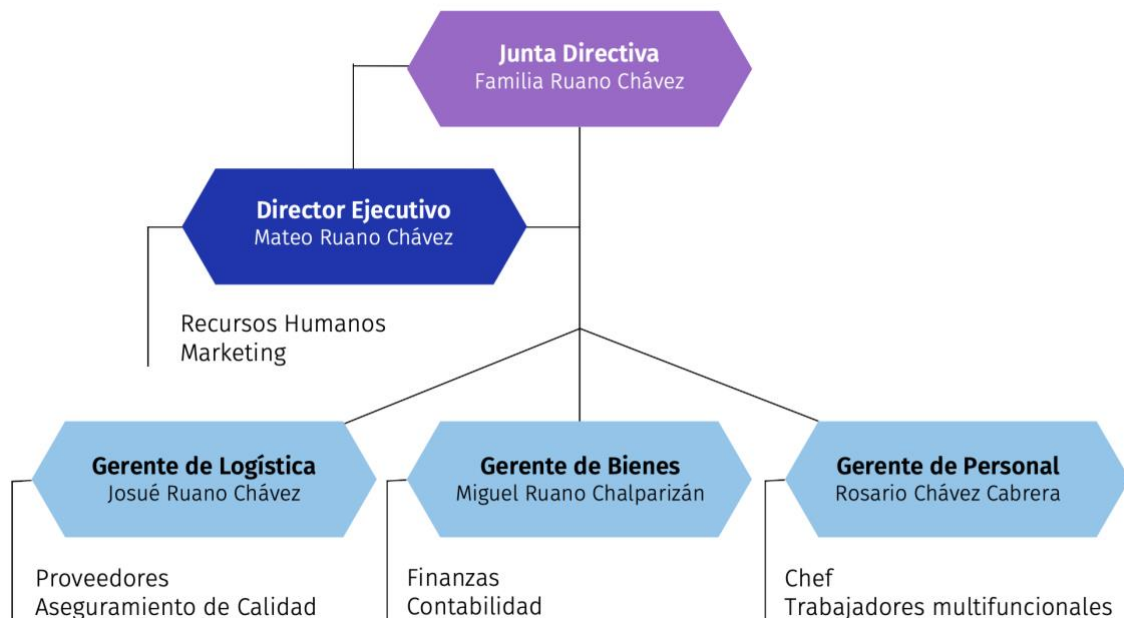 Junta Directiva
Familia Ruano Chávez
Director Ejecutivo
Mateo Ruano Chávez
Recursos Humanos
Marketing
Gerente de Logística
Josué Ruano Chávez
Proveedores
Aseguramiento de Calidad
Gerente de Bienes
Miguel Ruano Chalparizán
Finanzas
Contabilidad
Gerente de Personal
Rosario Chávez Cabrera
Chef
Trabajadores multifuncionales